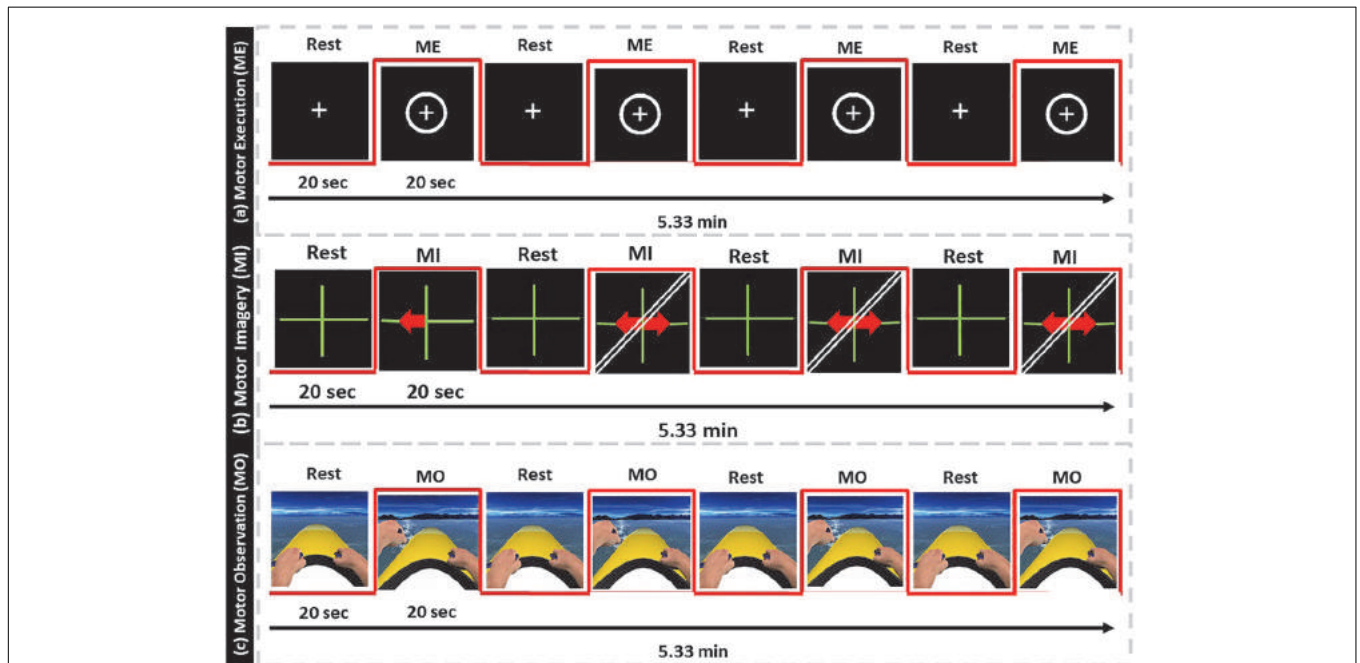 (a) Motor Execution (ME)
Rest ME Rest ME Rest ME Rest ME
20 sec 20 sec
5.33 min
(b) Motor Imagery (MI)
Rest MI Rest MI Rest MI Rest MI
20 sec 20 sec
5.33 min
(c) Motor Observation (MO)
Rest MO Rest MO Rest MO Rest MO
20 sec 20 sec
5.33 min